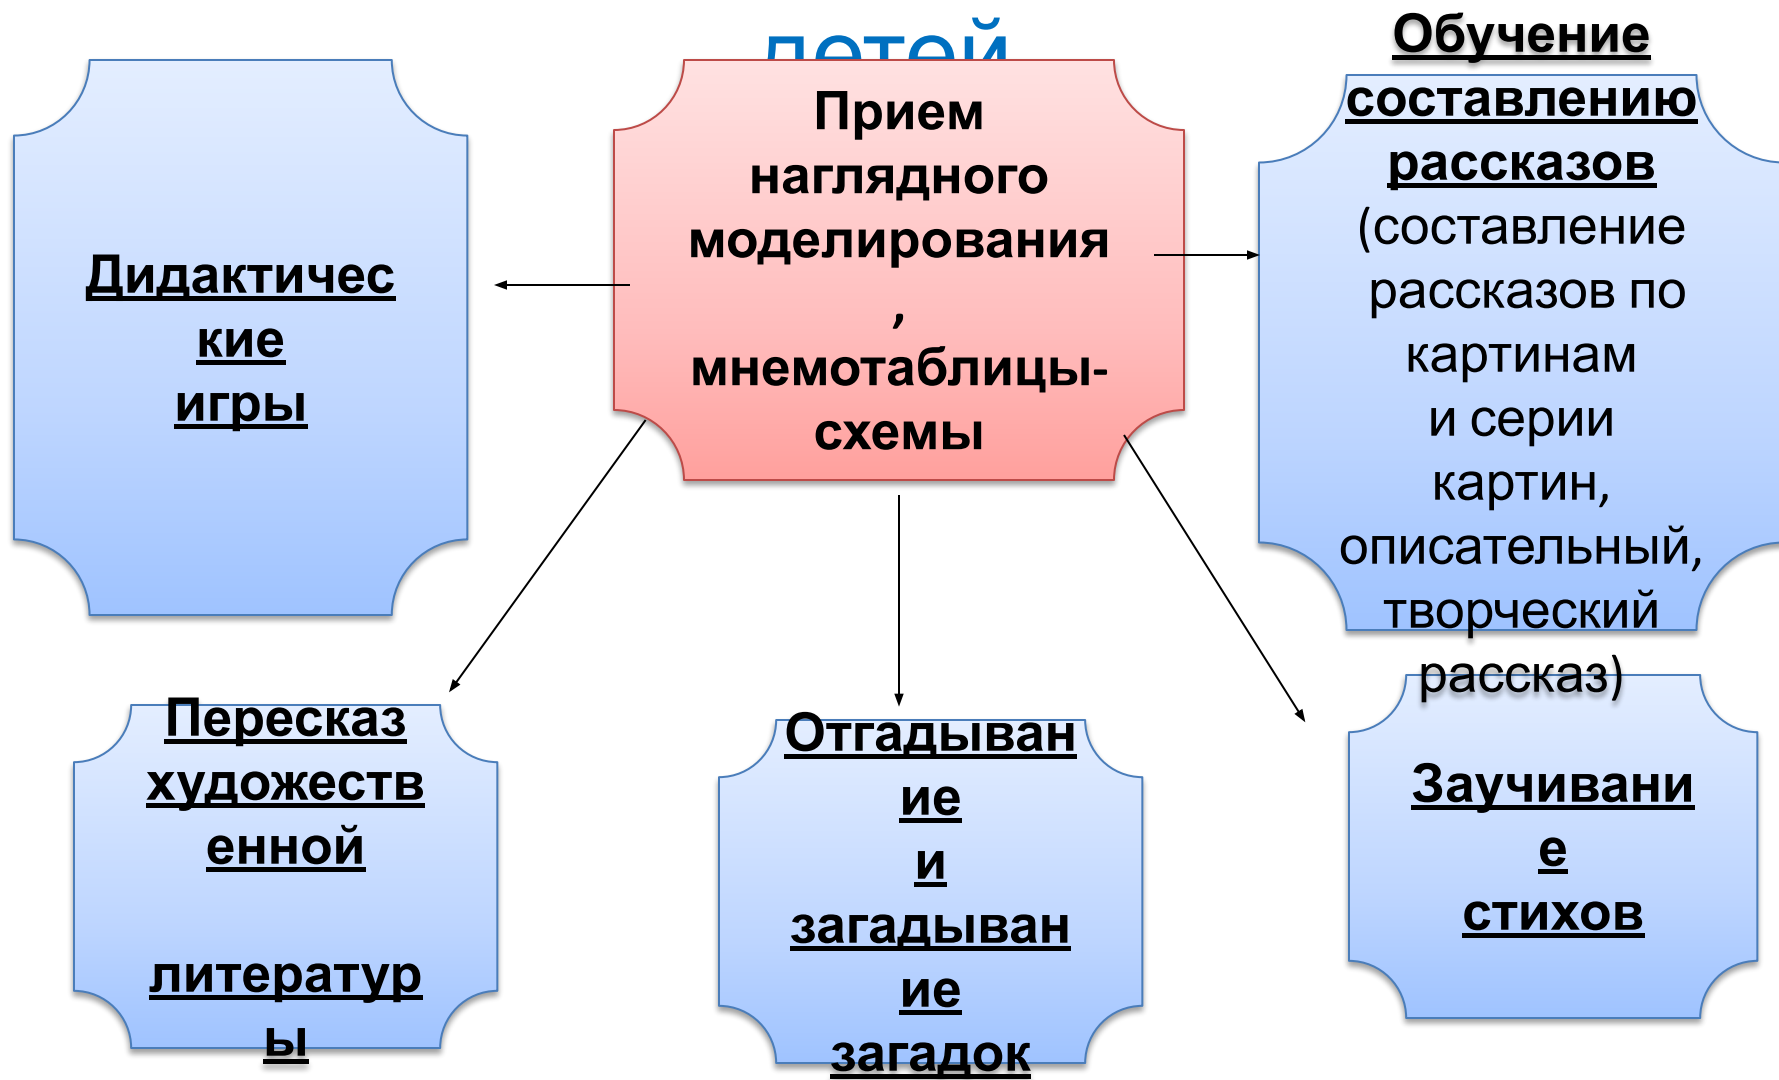 детей
Прием
наглядного
моделирования
,
мнемотаблицы-
схемы
Дидактичес
кие
игры
Обучение
составлению
рассказов
(составление
рассказов по
картинам
и серии
картин,
описательный,
творческий
рассказ)
Пересказ
художеств
енной
литератур
ы
Отгадыван
ие
и
загадыван
ие
загадок
Заучивани
е
стихов